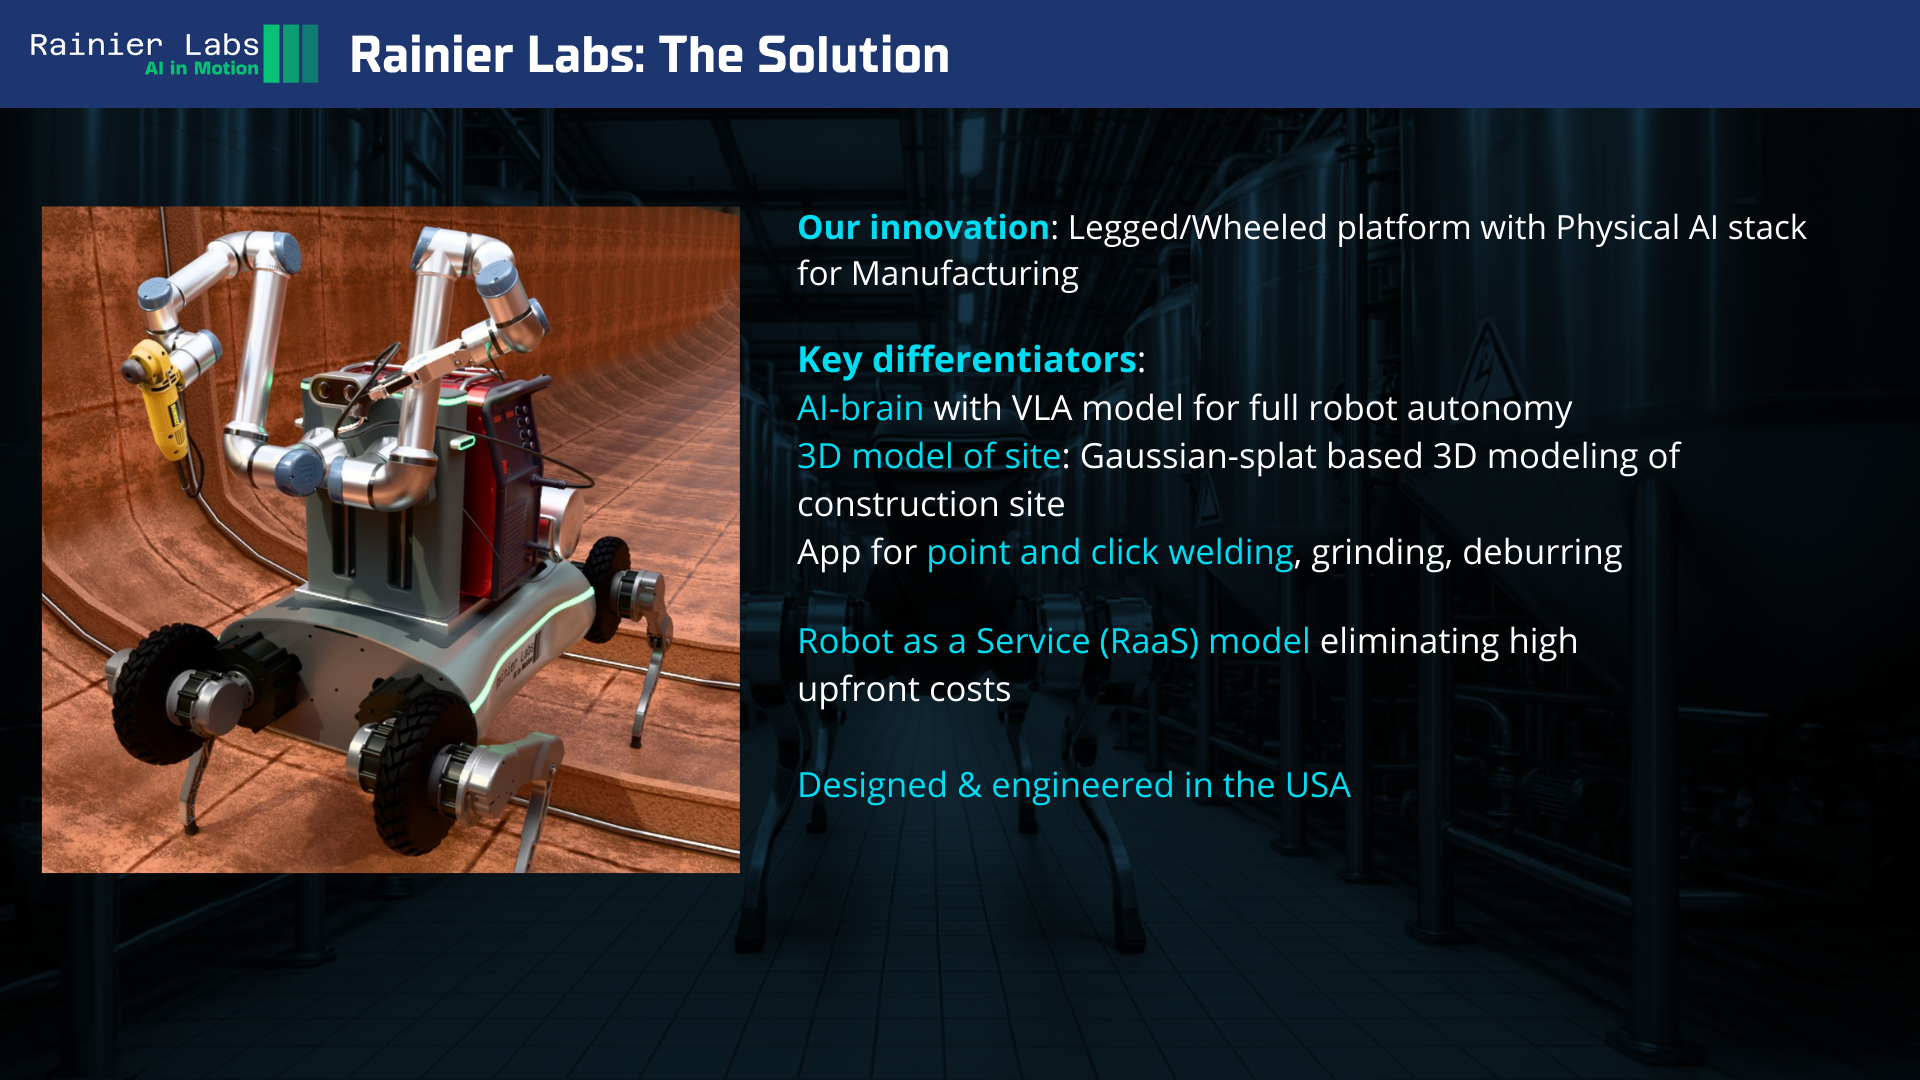 Rainier Labs
AI in Motion
Rainier Labs: The Solution
Our innovation: Legged/Wheeled platform with Physical AI stack
for Manufacturing
Key differentiators:
AI-brain with VLA model for full robot autonomy
3D model of site: Gaussian-splat based 3D modeling of
construction site
App for point and click welding, grinding, deburring
Robot as a Service (RaaS) model eliminating high
upfront costs
Designed & engineered in the USA
Rainier Labs
AI in Motion